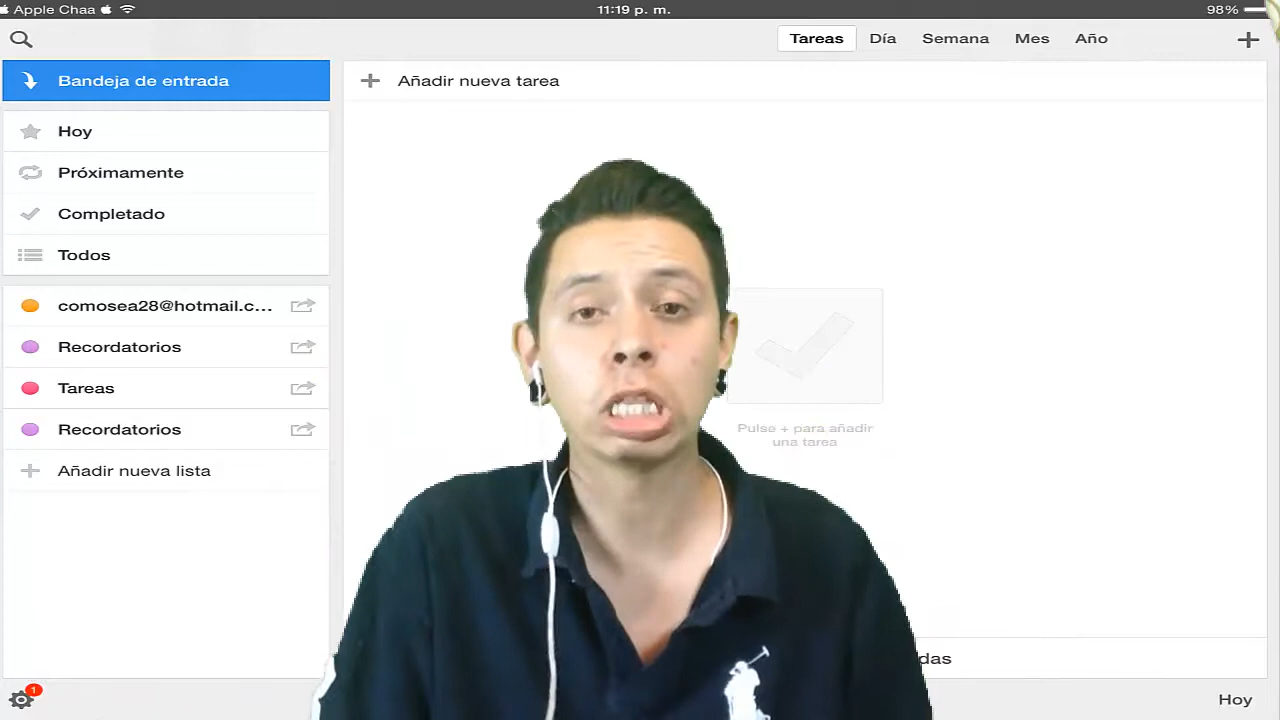 Apple Chaa
11:19 p. m.
98%
Tareas Día Semana Mes Año
Bandeja de entrada
Añadir nueva tarea
Hoy
Próximamente
Completado
Todos
comosea28@hotmail.c...
Recordatorios
Tareas
Recordatorios
Añadir nueva lista
Pulse + para añadir
una tarea
das
1
Hoy